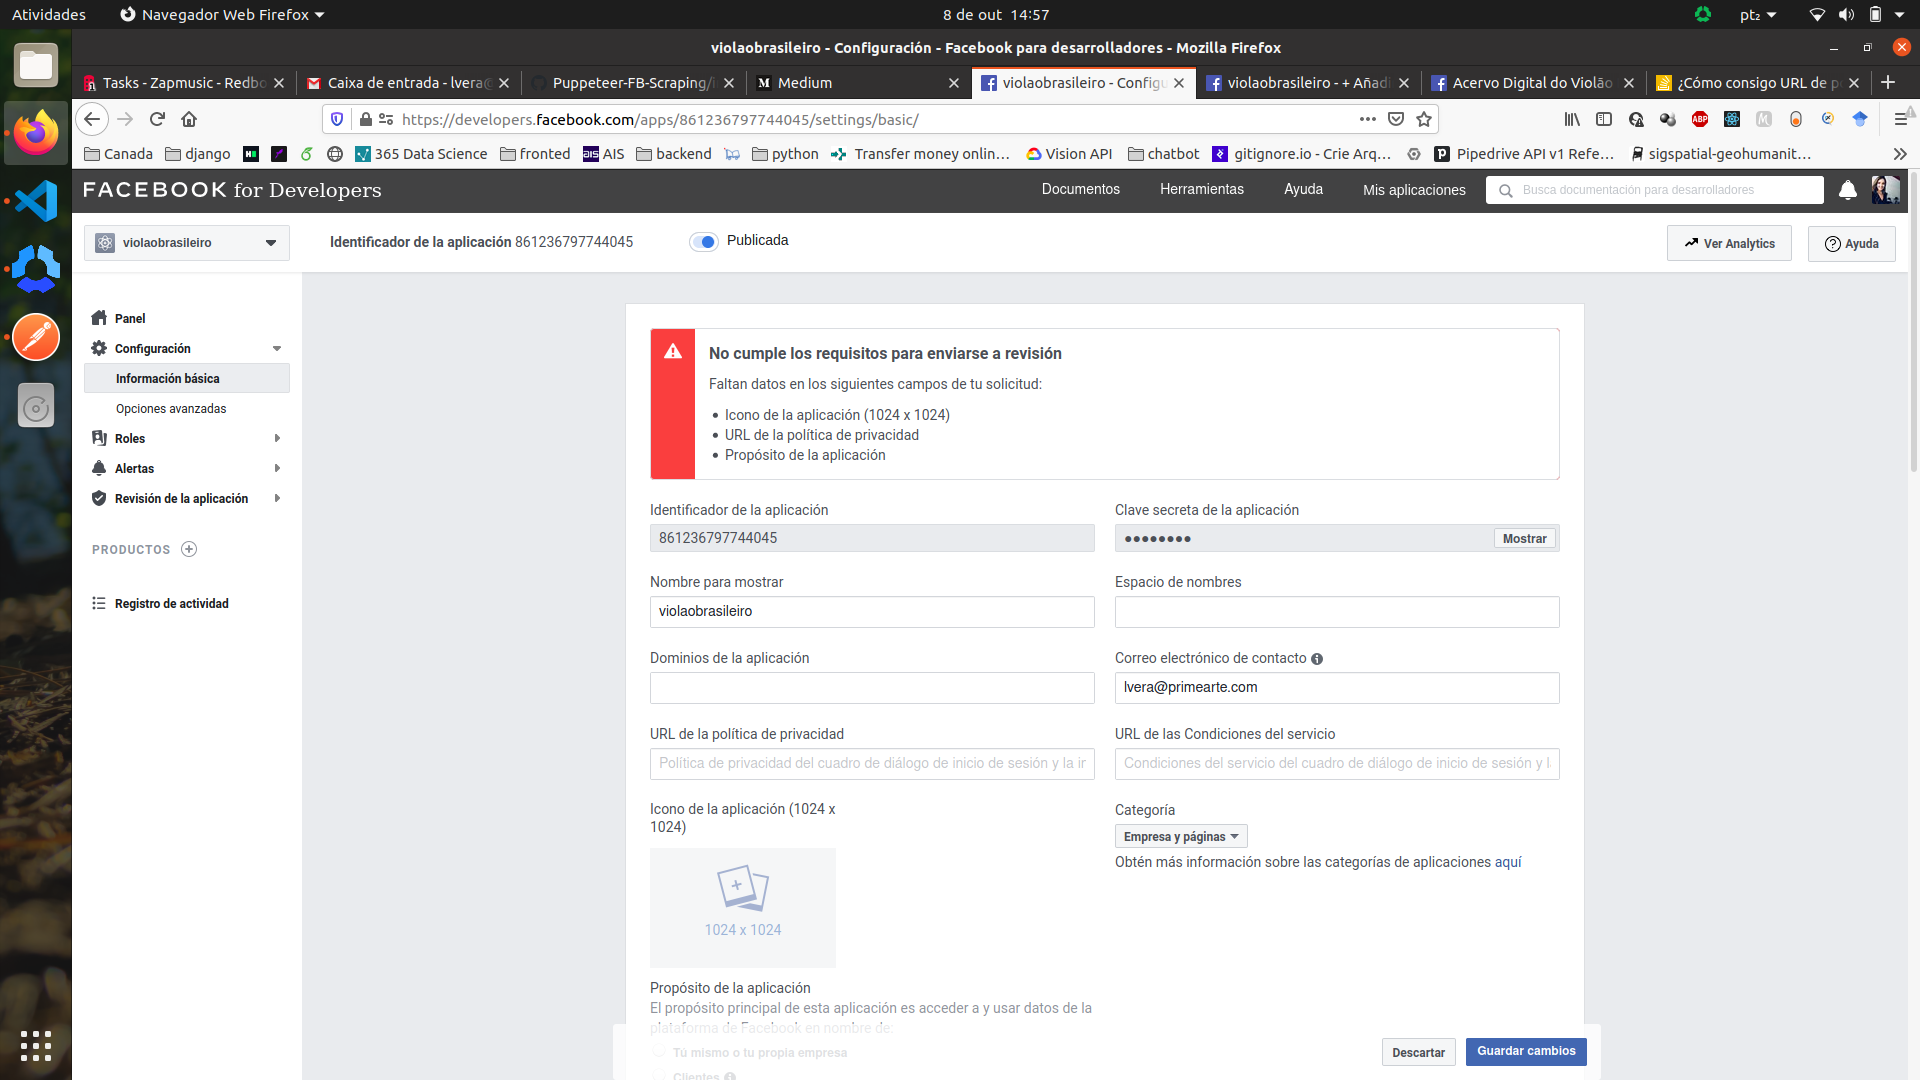 Atividades
Navegador Web Firefox
8 de out 14:57
pt₂
violaobrasileiro - Configuración - Facebook para desarrolladores - Mozilla Firefox
Tasks - Zapmusic - Redbo
Caixa de entrada - lvera@
Puppeteer-FB-Scraping/i
Medium
violaobrasileiro - Configu
violaobrasileiro - + Añadi
Acervo Digital do Violão
¿Cómo consigo URL de p
https://developers.facebook.com/apps/861236797744045/settings/basic/
Canada
django
365 Data Science
fronted
AIS
backend
python
Transfer money onlin...
Vision API
chatbot
gitignore.io - Crie Arq...
Pipedrive API v1 Refe...
sigspatial-geohumanit...
FACEBOOK for Developers
Documentos
Herramientas
Ayuda
Mis aplicaciones
Busca documentación para desarrolladores
violaobrasileiro
Identificador de la aplicación 861236797744045
Publicada
Ver Analytics
Ayuda
Panel
Configuración
Información básica
Opciones avanzadas
Roles
Alertas
Revisión de la aplicación
PRODUCTOS
Registro de actividad
No cumple los requisitos para enviarse a revisión
Faltan datos en los siguientes campos de tu solicitud:
• Icono de la aplicación (1024 x 1024)
• URL de la política de privacidad
• Propósito de la aplicación
Identificador de la aplicación
861236797744045
Clave secreta de la aplicación
●●●●●●●●
Mostrar
Nombre para mostrar
violaobrasileiro
Espacio de nombres
Dominios de la aplicación
Correo electrónico de contacto
lvera@primearte.com
URL de la política de privacidad
Política de privacidad del cuadro de diálogo de inicio de sesión y la ir
URL de las Condiciones del servicio
Condiciones del servicio del cuadro de diálogo de inicio de sesión y l
Icono de la aplicación (1024 x
1024)
1024 x 1024
Categoría
Empresa y páginas
Obtén más información sobre las categorías de aplicaciones aquí
Propósito de la aplicación
El propósito principal de esta aplicación es acceder a y usar datos de la
plataforma de Facebook en nombre de:
Tú mismo o tu propia empresa
Clientes
Descartar
Guardar cambios